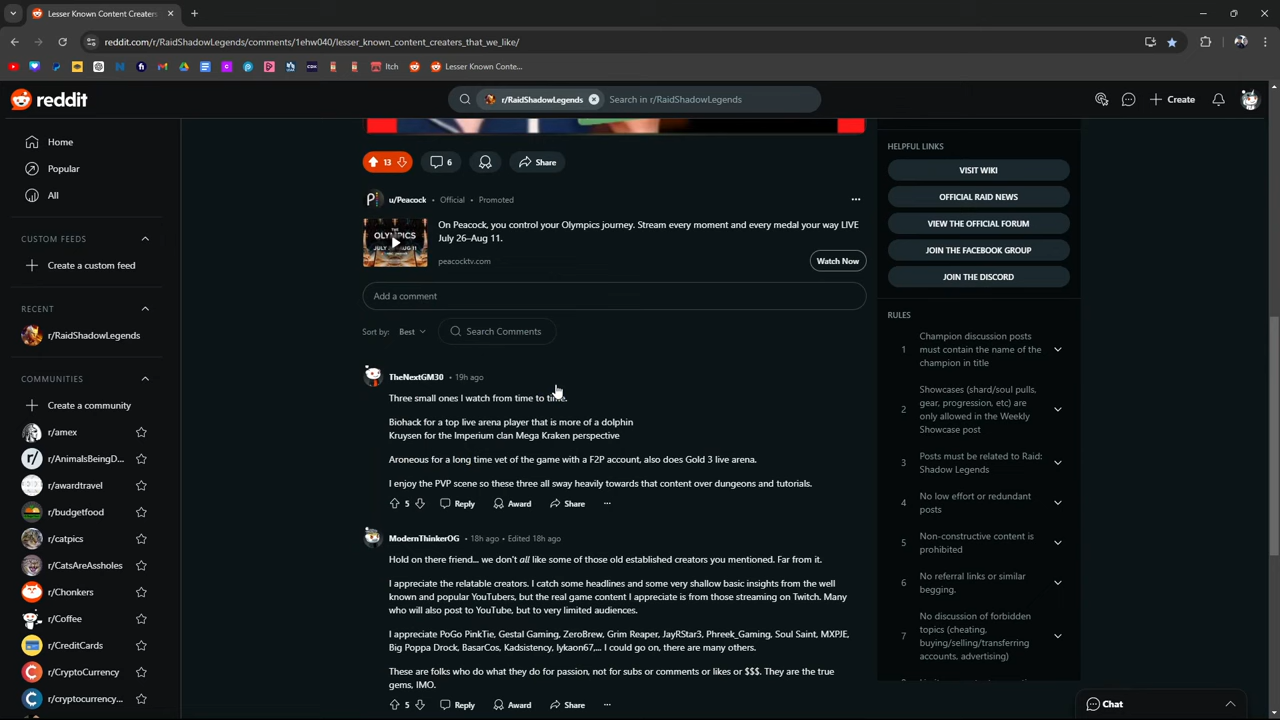 Lesser Known Content Creaters
reddit.com/r/RaidShadowLegends/comments/1ehw040/lesser_known_content_creaters_that_we_like/
Itch
Lesser Known Conte...
reddit
r/RaidShadowLegends
Search in r/RaidShadowLegends
Create
Home
Popular
All
CUSTOM FEEDS
Create a custom feed
RECENT
r/RaidShadowLegends
COMMUNITIES
Create a community
r/amex
r/AnimalsBeingD...
r/awardtravel
r/budgetfood
r/catpics
r/CatsAreAssholes
r/Chonkers
r/Coffee
r/CreditCards
r/CryptoCurrency
r/cryptocurrency...
13
6
Share
u/Peacock • Official • Promoted
THE
OLYMPICS
On Peacock, you control your Olympics journey. Stream every moment and every medal your way LIVE
July 26–Aug 11.
peacocktv.com
Watch Now
Add a comment
Sort by: Best
Search Comments
TheNextGM30 • 19h ago
Three small ones I watch from time to time.
Biohack for a top live arena player that is more of a dolphin
Kruysen for the Imperium clan Mega Kraken perspective
Aroneous for a long time vet of the game with a F2P account, also does Gold 3 live arena.
I enjoy the PVP scene so these three all sway heavily towards that content over dungeons and tutorials.
5 Reply Award Share
ModernThinkerOG • 18h ago • Edited 18h ago
Hold on there friend... we don't all like some of those old established creators you mentioned. Far from it.
I appreciate the relatable creators. I catch some headlines and some very shallow basic insights from the well
known and popular YouTubers, but the real game content I appreciate is from those streaming on Twitch. Many
who will also post to YouTube, but to very limited audiences.
I appreciate PoGo PinkTie, Gestal Gaming, ZeroBrew, Grim Reaper, JayRStar3, Phreek_Gaming, Soul Saint, MXPJE,
Big Poppa Drock, BasarCos, Kadsistency, lykaon67,... I could go on, there are many others.
These are folks who do what they do for passion, not for subs or comments or likes or $$$. They are the true
gems, IMO.
5 Reply Award Share
HELPFUL LINKS
VISIT WIKI
OFFICIAL RAID NEWS
VIEW THE OFFICIAL FORUM
JOIN THE FACEBOOK GROUP
JOIN THE DISCORD
RULES
1 Champion discussion posts
must contain the name of the
champion in title
2 Showcases (shard/soul pulls,
gear, progression, etc) are
only allowed in the Weekly
Showcase post
3 Posts must be related to Raid:
Shadow Legends
4 No low effort or redundant
posts
5 Non-constructive content is
prohibited
6 No referral links or similar
begging.
7 No discussion of forbidden
topics (cheating,
buying/selling/transferring
accounts, advertising)
Chat